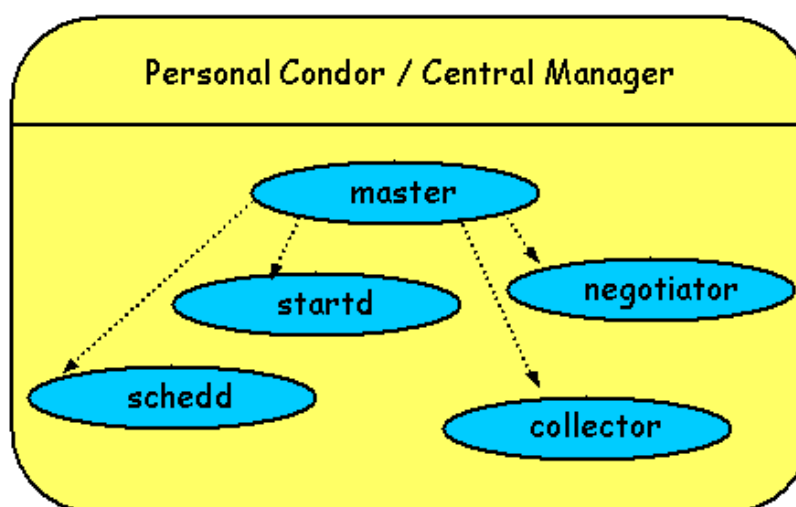 Personal Condor / Central Manager
master
startd
negotiator
schedd
collector